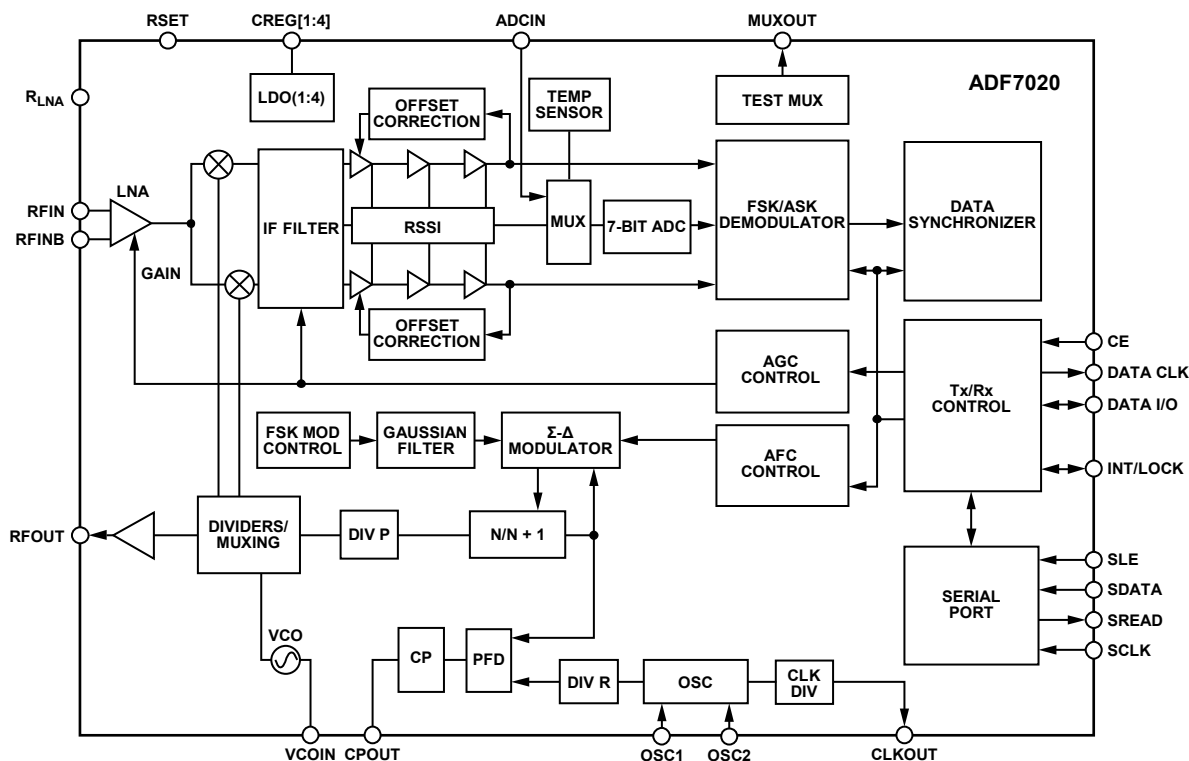 RSET
CREG[1:4]
ADCIN
MUXOUT
ADF7020
RLNA
LDO(1:4)
OFFSET
CORRECTION
TEMP
SENSOR
TEST MUX
LNA
RFIN
RFINB
GAIN
IF FILTER
RSSI
MUX
7-BIT ADC
FSK/ASK
DEMODULATOR
DATA
SYNCHRONIZER
OFFSET
CORRECTION
AGC
CONTROL
Tx/Rx
CONTROL
CE
DATA CLK
DATA I/O
INT/LOCK
FSK MOD
CONTROL
GAUSSIAN
FILTER
Σ-Δ
MODULATOR
AFC
CONTROL
RFOUT
DIVIDERS/
MUXING
DIV P
N/N + 1
SERIAL
PORT
SLE
SDATA
SREAD
SCLK
VCO
CP
PFD
DIV R
OSC
CLK
DIV
VCOIN
CPOUT
OSC1
OSC2
CLKOUT